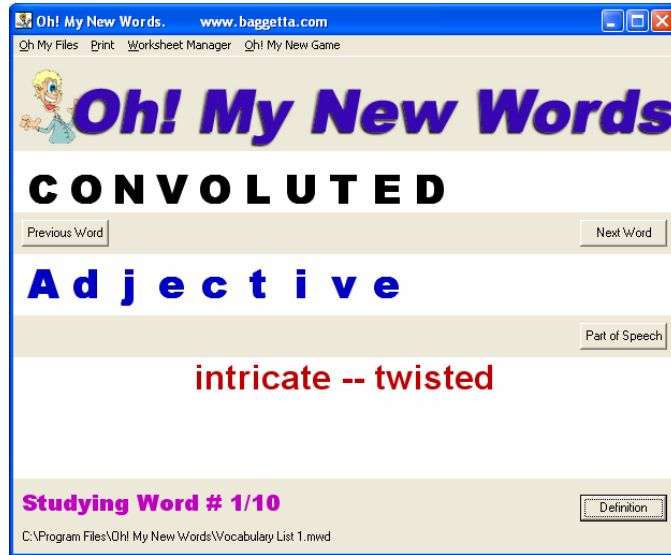 Oh! My New Words. www.baggetta.com
Oh My Files Print Worksheet Manager Oh! My New Game
Oh! My New Words
CONVOLUTED
Previous Word Next Word
Adjective
Part of Speech
intricate -- twisted
Studying Word # 1/10
Definition
C:\Program Files\Oh! My New Words\Vocabulary List 1.mwd